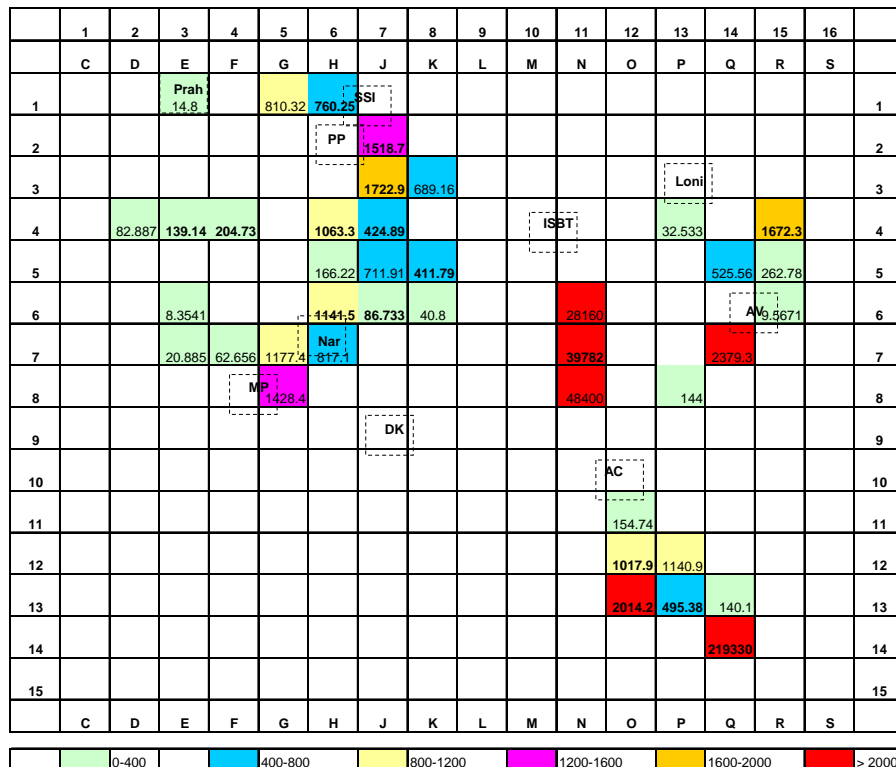 1 2 3 4 5 6 7 8 9 10 11 12 13 14 15 16
C D E F G H J K L M N O P Q R S
Prah SSI
1 14.8 810.32 760.25 1
PP
2 1518.7 2
Loni
3 1722.9 689.16 3
ISBT
4 82.887 139.14 204.73 1063.3 424.89 32.533 1672.3 4
5 166.22 711.91 411.79 525.56 262.78 5
AV
6 8.3541 1141.5 86.733 40.8 28160 9.5671 6
Nar
7 20.885 62.656 1177.4 817.1 39782 2379.3 7
MP
8 1428.4 48400 144 8
DK
9 9
AC
10 10
11 154.74 11
12 1017.9 1140.9 12
13 2014.2 495.38 140.1 13
14 219330 14
15 15
C D E F G H J K L M N O P Q R S
0-400 400-800 800-1200 1200-1600 1600-2000 > 2000